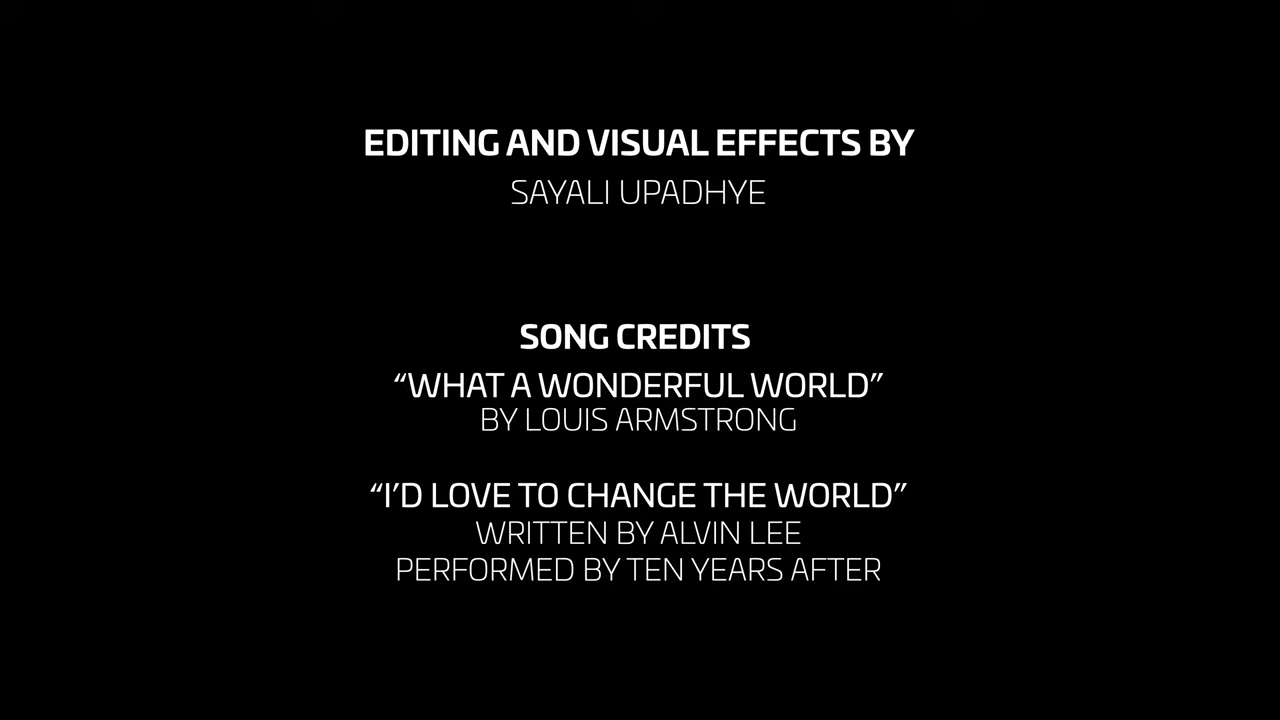 EDITING AND VISUAL EFFECTS BY
SAYALI UPADHYE
SONG CREDITS
“WHAT A WONDERFUL WORLD”
BY LOUIS ARMSTRONG
“I’D LOVE TO CHANGE THE WORLD”
WRITTEN BY ALVIN LEE
PERFORMED BY TEN YEARS AFTER